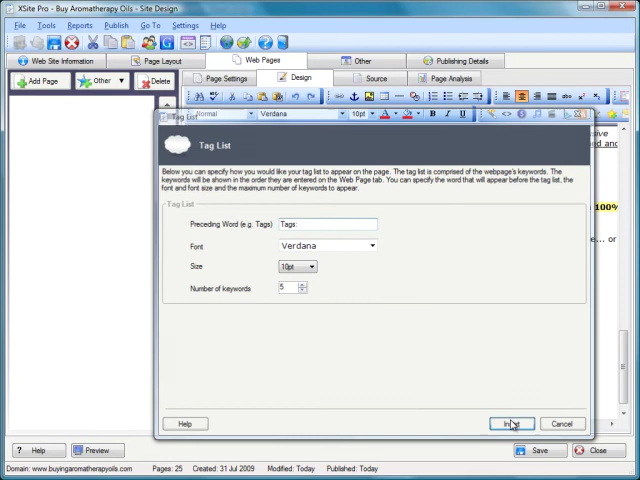 XSite Pro - Buy Aromatherapy Oils - Site Design
File Tools Reports Publish Go To Settings Help
Web Site Information Page Layout Web Pages Other Publishing Details
Add Page Other Delete Page Settings Design Source Page Analysis
Normal Verdana 10pt B I U
Tag List
Tag List
Below you can specify how you would like your tag list to appear on the page. The tag list is comprised of the webpage's keywords. The
keywords will be shown in the order they are entered on the Web Page tab. You can specify the word that will appear before the tag list, the
font and font size and the maximum number of keywords to appear.
Tag List
Preceding Word (e.g. Tags) Tags:
Font Verdana
Size 10pt
Number of keywords 5
100%
e... or
Help Cancel
? Help Preview Save Close
Domain: www.buyingaromatherapyoils.com Pages: 25 Created: 31 Jul 2009 Modified: Today Published: Today